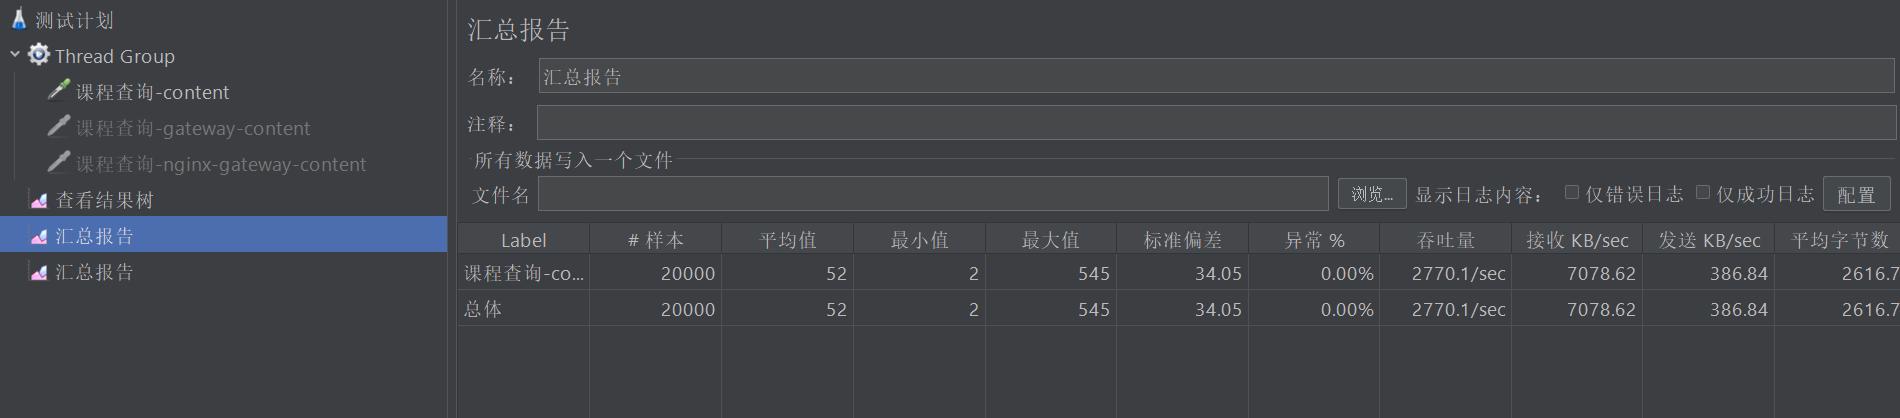 测试计划
Thread Group
课程查询-content
课程查询-gateway-content
课程查询-nginx-gateway-content
查看结果树
汇总报告
汇总报告
汇总报告
名称： 汇总报告
注释：
所有数据写入一个文件
文件名 浏览... 显示日志内容： 仅错误日志 仅成功日志 配置
Label # 样本 平均值 最小值 最大值 标准偏差 异常 % 吞吐量 接收 KB/sec 发送 KB/sec 平均字节数
课程查询-co... 20000 52 2 545 34.05 0.00% 2770.1/sec 7078.62 386.84 2616.7
总体 20000 52 2 545 34.05 0.00% 2770.1/sec 7078.62 386.84 2616.7